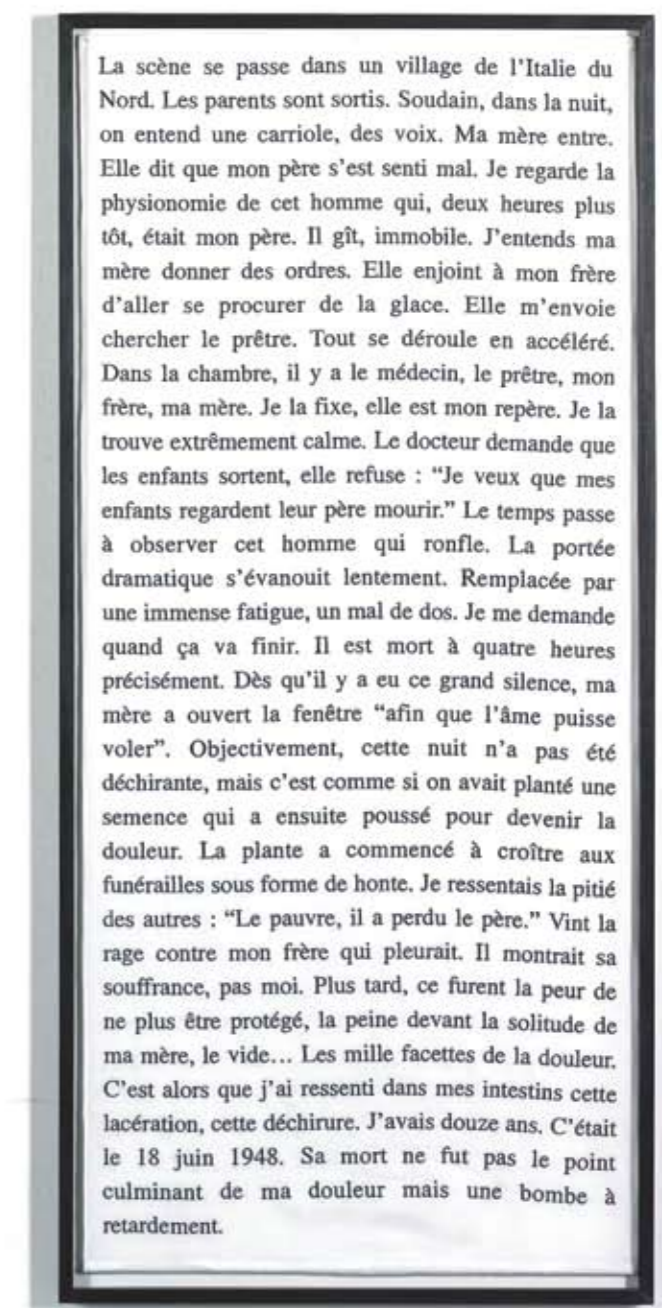 La scène se passe dans un village de l'Italie du
Nord. Les parents sont sortis. Soudain, dans la nuit,
on entend une carriole, des voix. Ma mère entre.
Elle dit que mon père s'est senti mal. Je regarde la
physionomie de cet homme qui, deux heures plus
tôt, était mon père. Il gît, immobile. J'entends ma
mère donner des ordres. Elle enjoint à mon frère
d'aller se procurer de la glace. Elle m'envoie
chercher le prêtre. Tout se déroule en accéléré.
Dans la chambre, il y a le médecin, le prêtre, mon
frère, ma mère. Je la fixe, elle est mon repère. Je la
trouve extrêmement calme. Le docteur demande que
les enfants sortent, elle refuse : “Je veux que mes
enfants regardent leur père mourir.” Le temps passe
à observer cet homme qui ronfle. La portée
dramatique s'évanouit lentement. Remplacée par
une immense fatigue, un mal de dos. Je me demande
quand ça va finir. Il est mort à quatre heures
précisément. Dès qu'il y a eu ce grand silence, ma
mère a ouvert la fenêtre “afin que l'âme puisse
voler”. Objectivement, cette nuit n'a pas été
déchirante, mais c'est comme si on avait planté une
semence qui a ensuite poussé pour devenir la
douleur. La plante a commencé à croître aux
funérailles sous forme de honte. Je ressentais la pitié
des autres : “Le pauvre, il a perdu le père.” Vint la
rage contre mon frère qui pleurait. Il montrait sa
souffrance, pas moi. Plus tard, ce furent la peur de
ne plus être protégé, la peine devant la solitude de
ma mère, le vide… Les mille facettes de la douleur.
C'est alors que j'ai ressenti dans mes intestins cette
lacération, cette déchirure. J'avais douze ans. C'était
le 18 juin 1948. Sa mort ne fut pas le point
culminant de ma douleur mais une bombe à
retardement.